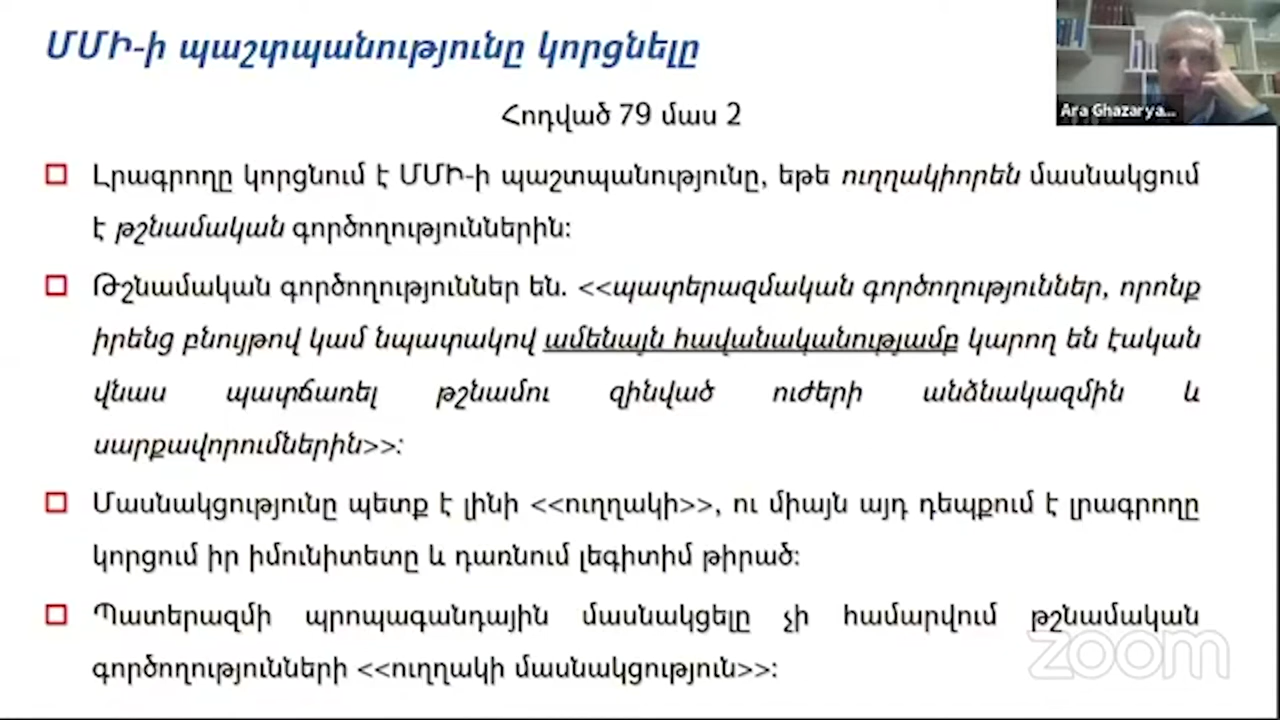 ՄՄԻ-ի պաշտպանությունը կորցնելը
Ara Ghazarya...
Հոդված 79 մաս 2
Լրագրողը կորցնում է ՄՄԻ-ի պաշտպանությունը, եթե ուղղակիորեն մասնակցում
է թշնամական գործողություններին:
Թշնամական գործողություններ են. <<պատերազմական գործողություններ, որոնք
իրենց բնույթով կամ նպատակով ամենայն հավանականությամբ կարող են էական
վնաս պատճառել թշնամու զինված ուժերի անձնակազմին և
սարքավորումներին>>:
Մասնակցությունը պետք է լինի <<ուղղակի>>, ու միայն այդ դեպքում է լրագրողը
կորցում իր իմունիտետը և դառնում լեգիտիմ թիրած:
Պատերազմի պրոպագանդային մասնակցելը չի համարվում թշնամական
գործողությունների <<ուղղակի մասնակցություն>>:
zoom